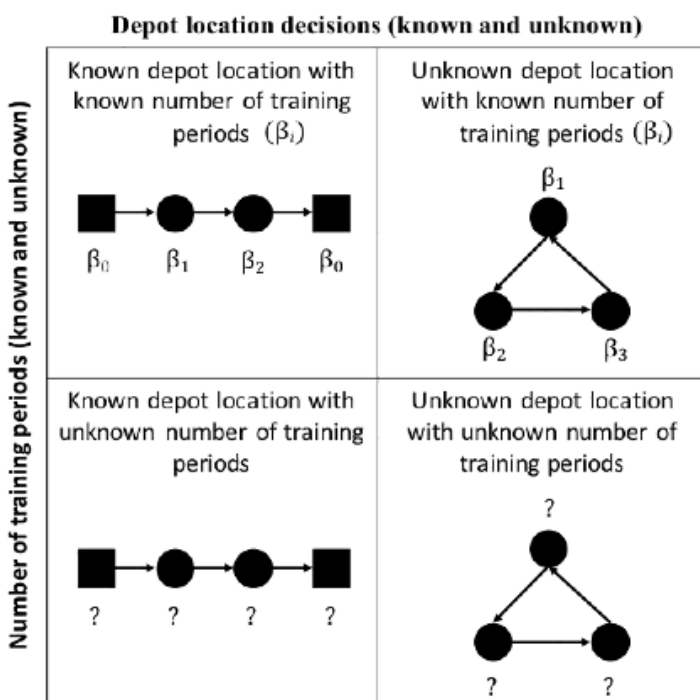 Depot location decisions (known and unknown)
Number of training periods (known and unknown)
Known depot location with
known number of training
periods (βᵢ)
β₀ β₁ β₂ β₀
Unknown depot location
with known number of
training periods (βᵢ)
β₁
β₂ β₃
Known depot location with
unknown number of training
periods
? ? ? ?
Unknown depot location
with unknown number of
training periods
?
? ?